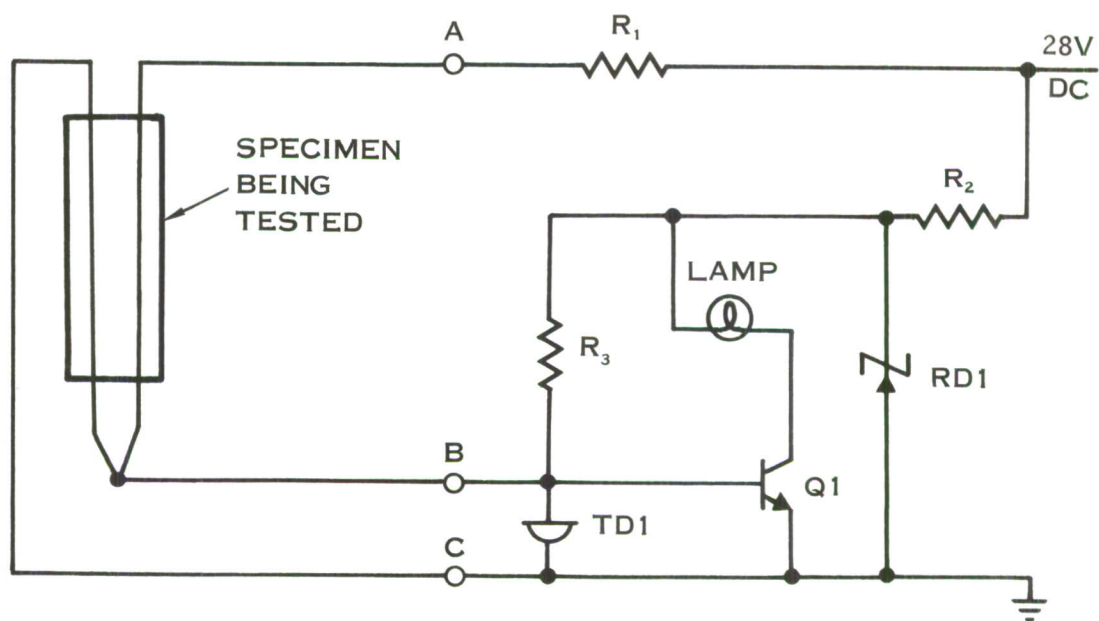 A
R₁
28V
DC
SPECIMEN
BEING
TESTED
R₂
LAMP
R₃
RD1
B
Q1
TD1
C